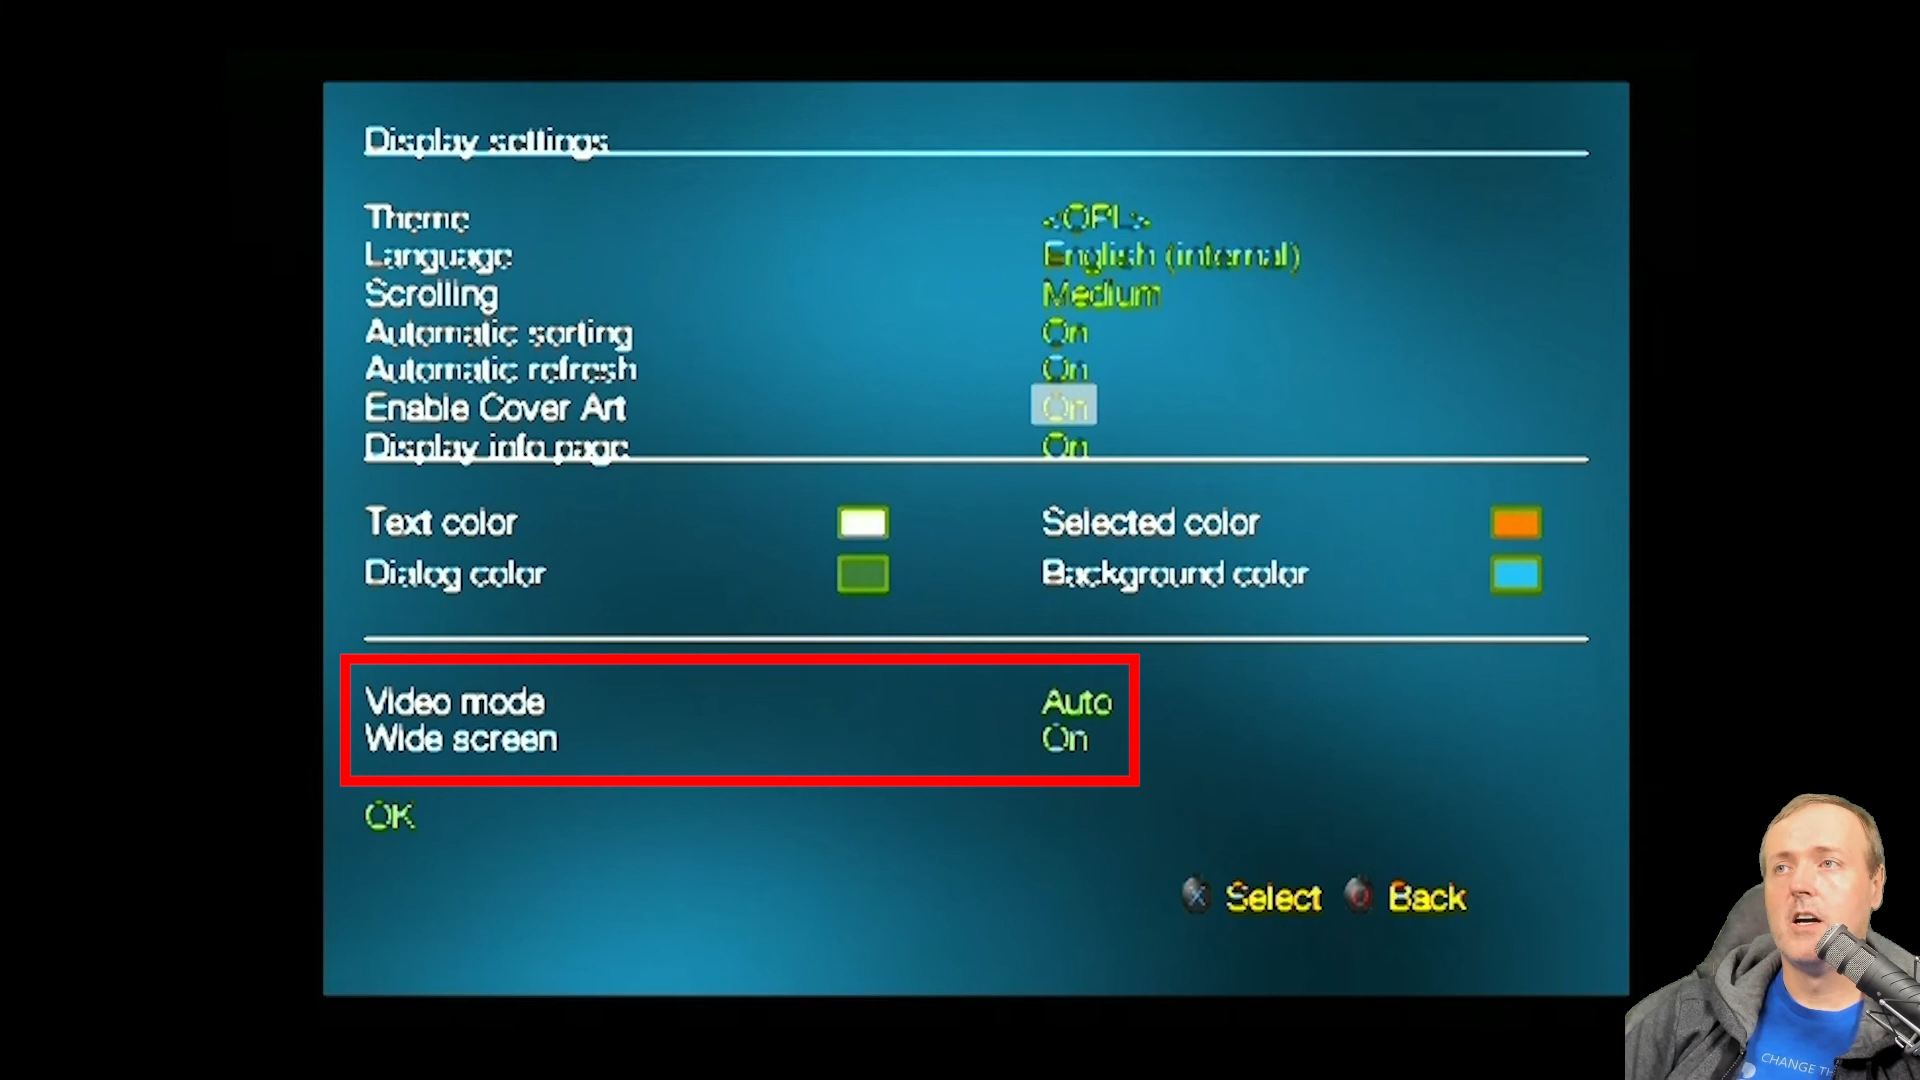 Display settings
Theme <OPL>
Language English (internal)
Scrolling Medium
Automatic sorting On
Automatic refresh On
Enable Cover Art On
Display info page On
Text color Selected color
Dialog color Background color
Video mode Auto
Wide screen On
OK
X Select O Back
CHANGE TH